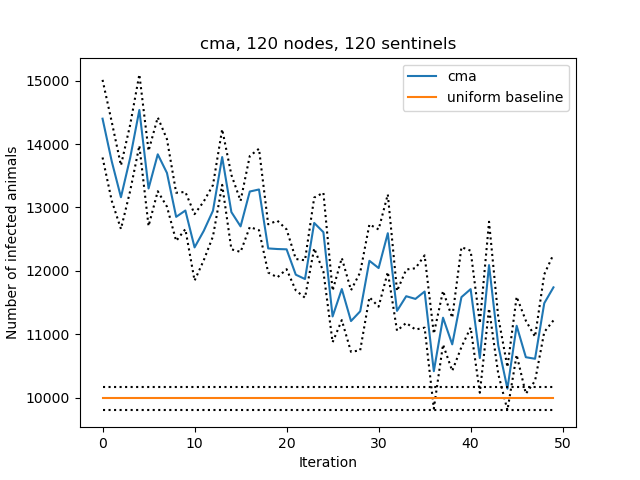 cma, 120 nodes, 120 sentinels
cma
uniform baseline
Number of infected animals
15000
14000
13000
12000
11000
10000
0 10 20 30 40 50
Iteration